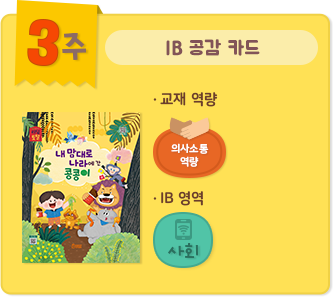 3주
IB 공감 카드
· 교재 역량
의사소통
역량
내 맘대로
나라에 간
콩콩이
· IB 영역
사회